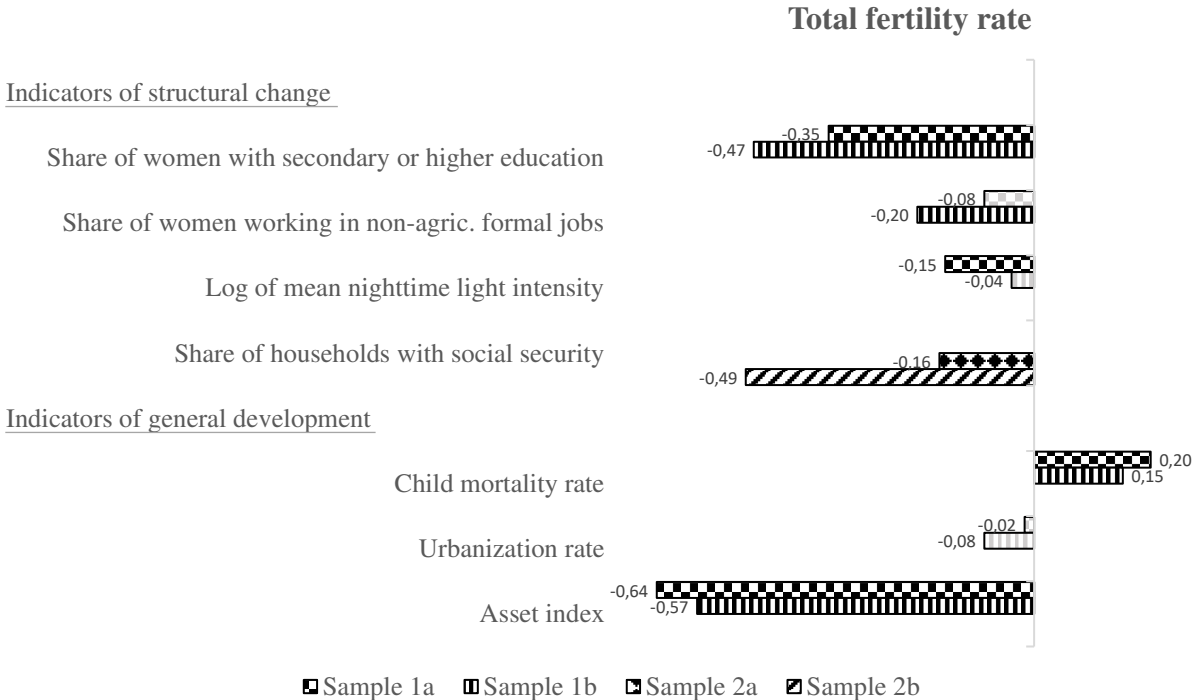 Total fertility rate
Indicators of structural change
-0,35
Share of women with secondary or higher education
-0,47
-0,08
Share of women working in non-agric. formal jobs
-0,20
-0,15
Log of mean nighttime light intensity
-0,04
Share of households with social security
-0,16
-0,49
Indicators of general development
0,20
Child mortality rate
0,15
-0,02
Urbanization rate
-0,08
-0,64
Asset index
-0,57
Sample 1a Sample 1b Sample 2a Sample 2b